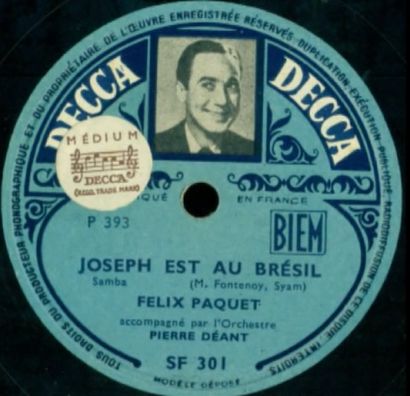 DE L'ŒUVRE ENREGISTRÉE RÉSERVÉS · DUPLICATION - EXÉCUTION - PUBLIQUE RADIODIFFUSION DE CE DISQUE INTERDITS
TOUS DROITS DU PRODUCTEUR PHONOGRAPHIQUE ET DU PROPRIÉTAIRE
DECCA
DECCA
MÉDIUM
DECCA
(REGD. TRADE MARK)
EN FRANCE
P 393
BIEM
JOSEPH EST AU BRÉSIL
Samba (M. Fontenoy, Syam)
FELIX PAQUET
accompagné par l'Orchestre
PIERRE DÉANT
SF 301
MODÈLE DÉPOSÉ